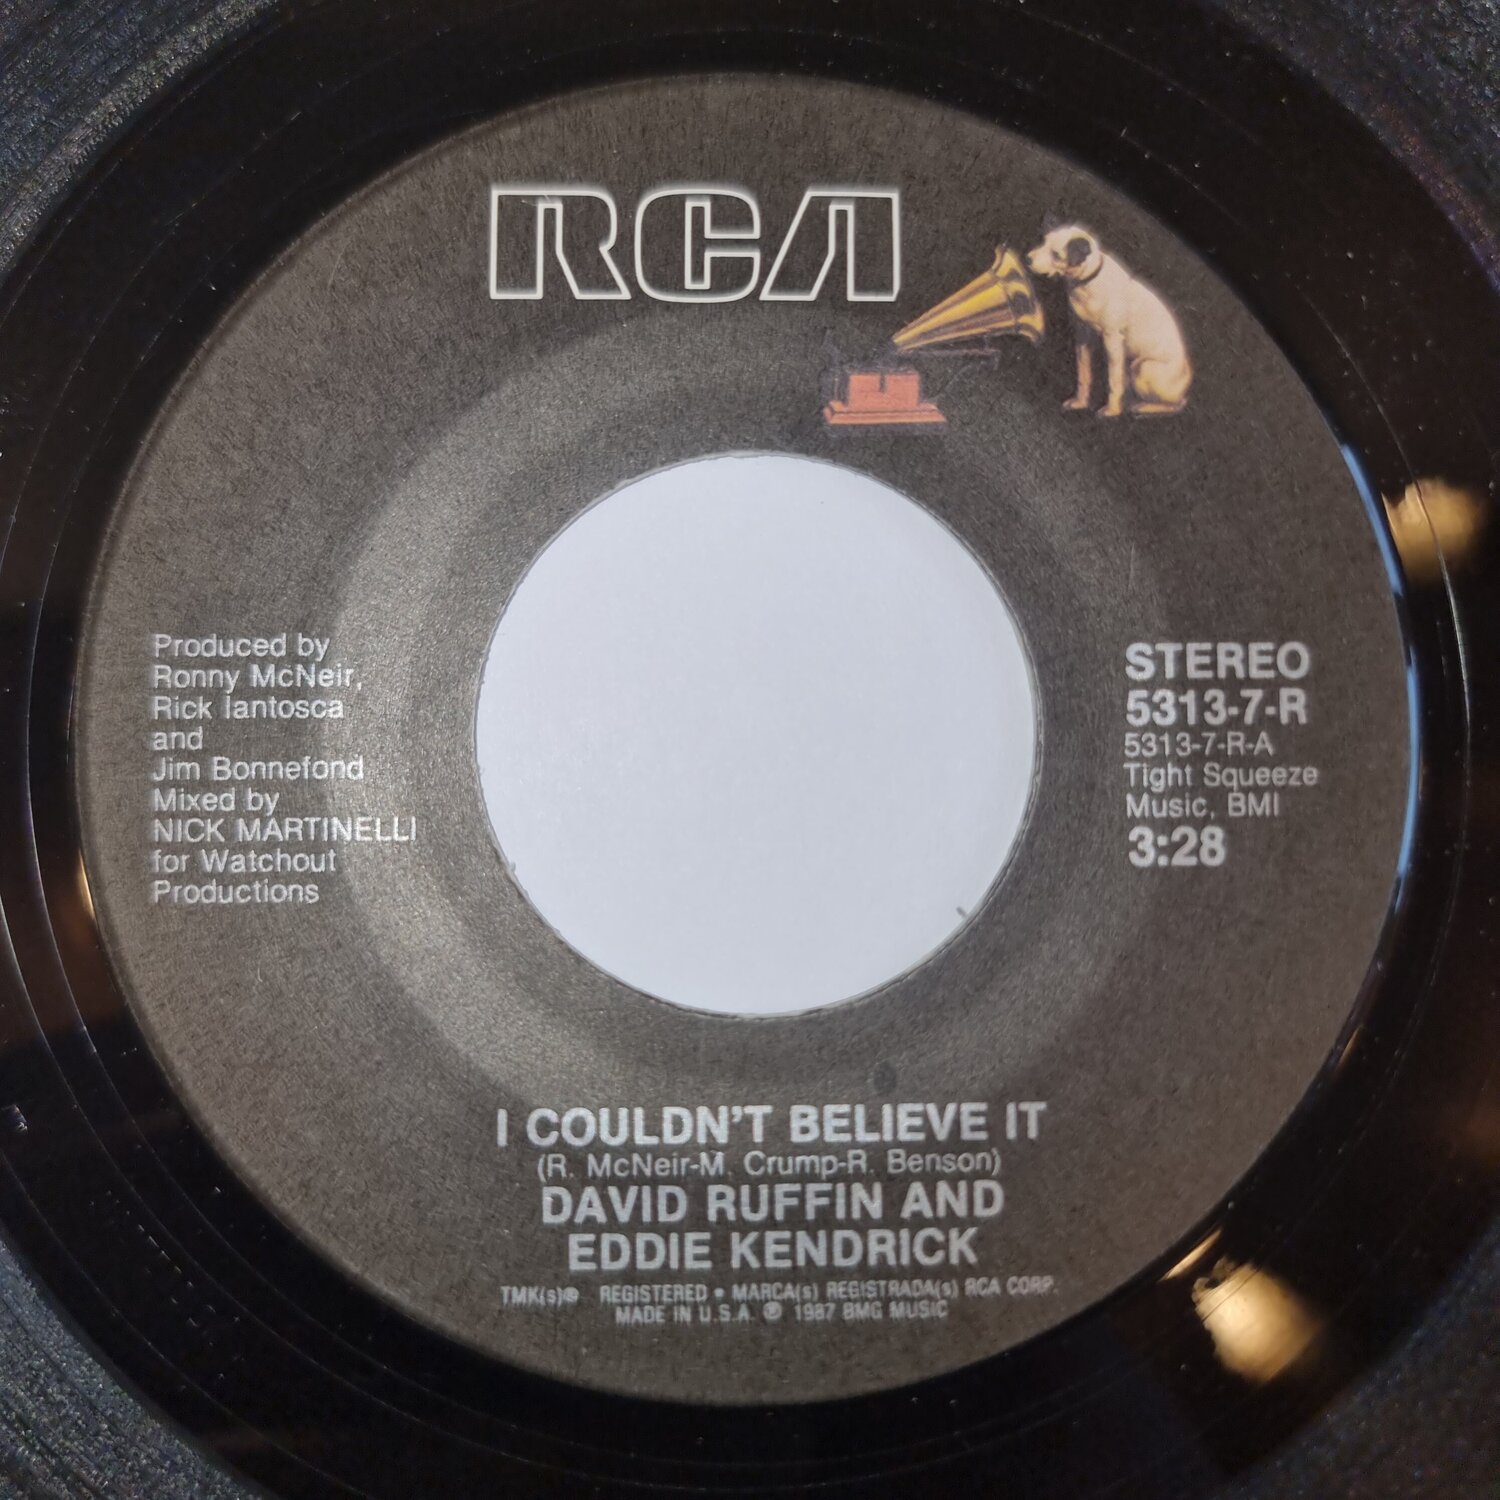 RCA
Produced by
Ronny McNeir,
Rick Iantosca
and
Jim Bonnefond
Mixed by
NICK MARTINELLI
for Watchout
Productions
STEREO
5313-7-R
5313-7-R-A
Tight Squeeze
Music, BMI
3:28
I COULDN'T BELIEVE IT
(R. McNeir-M. Crump-R. Benson)
DAVID RUFFIN AND
EDDIE KENDRICK
TMK(s)® REGISTERED • MARCA(s) REGISTRADA(s) RCA CORP.
MADE IN U.S.A. ℗ 1987 BMG MUSIC